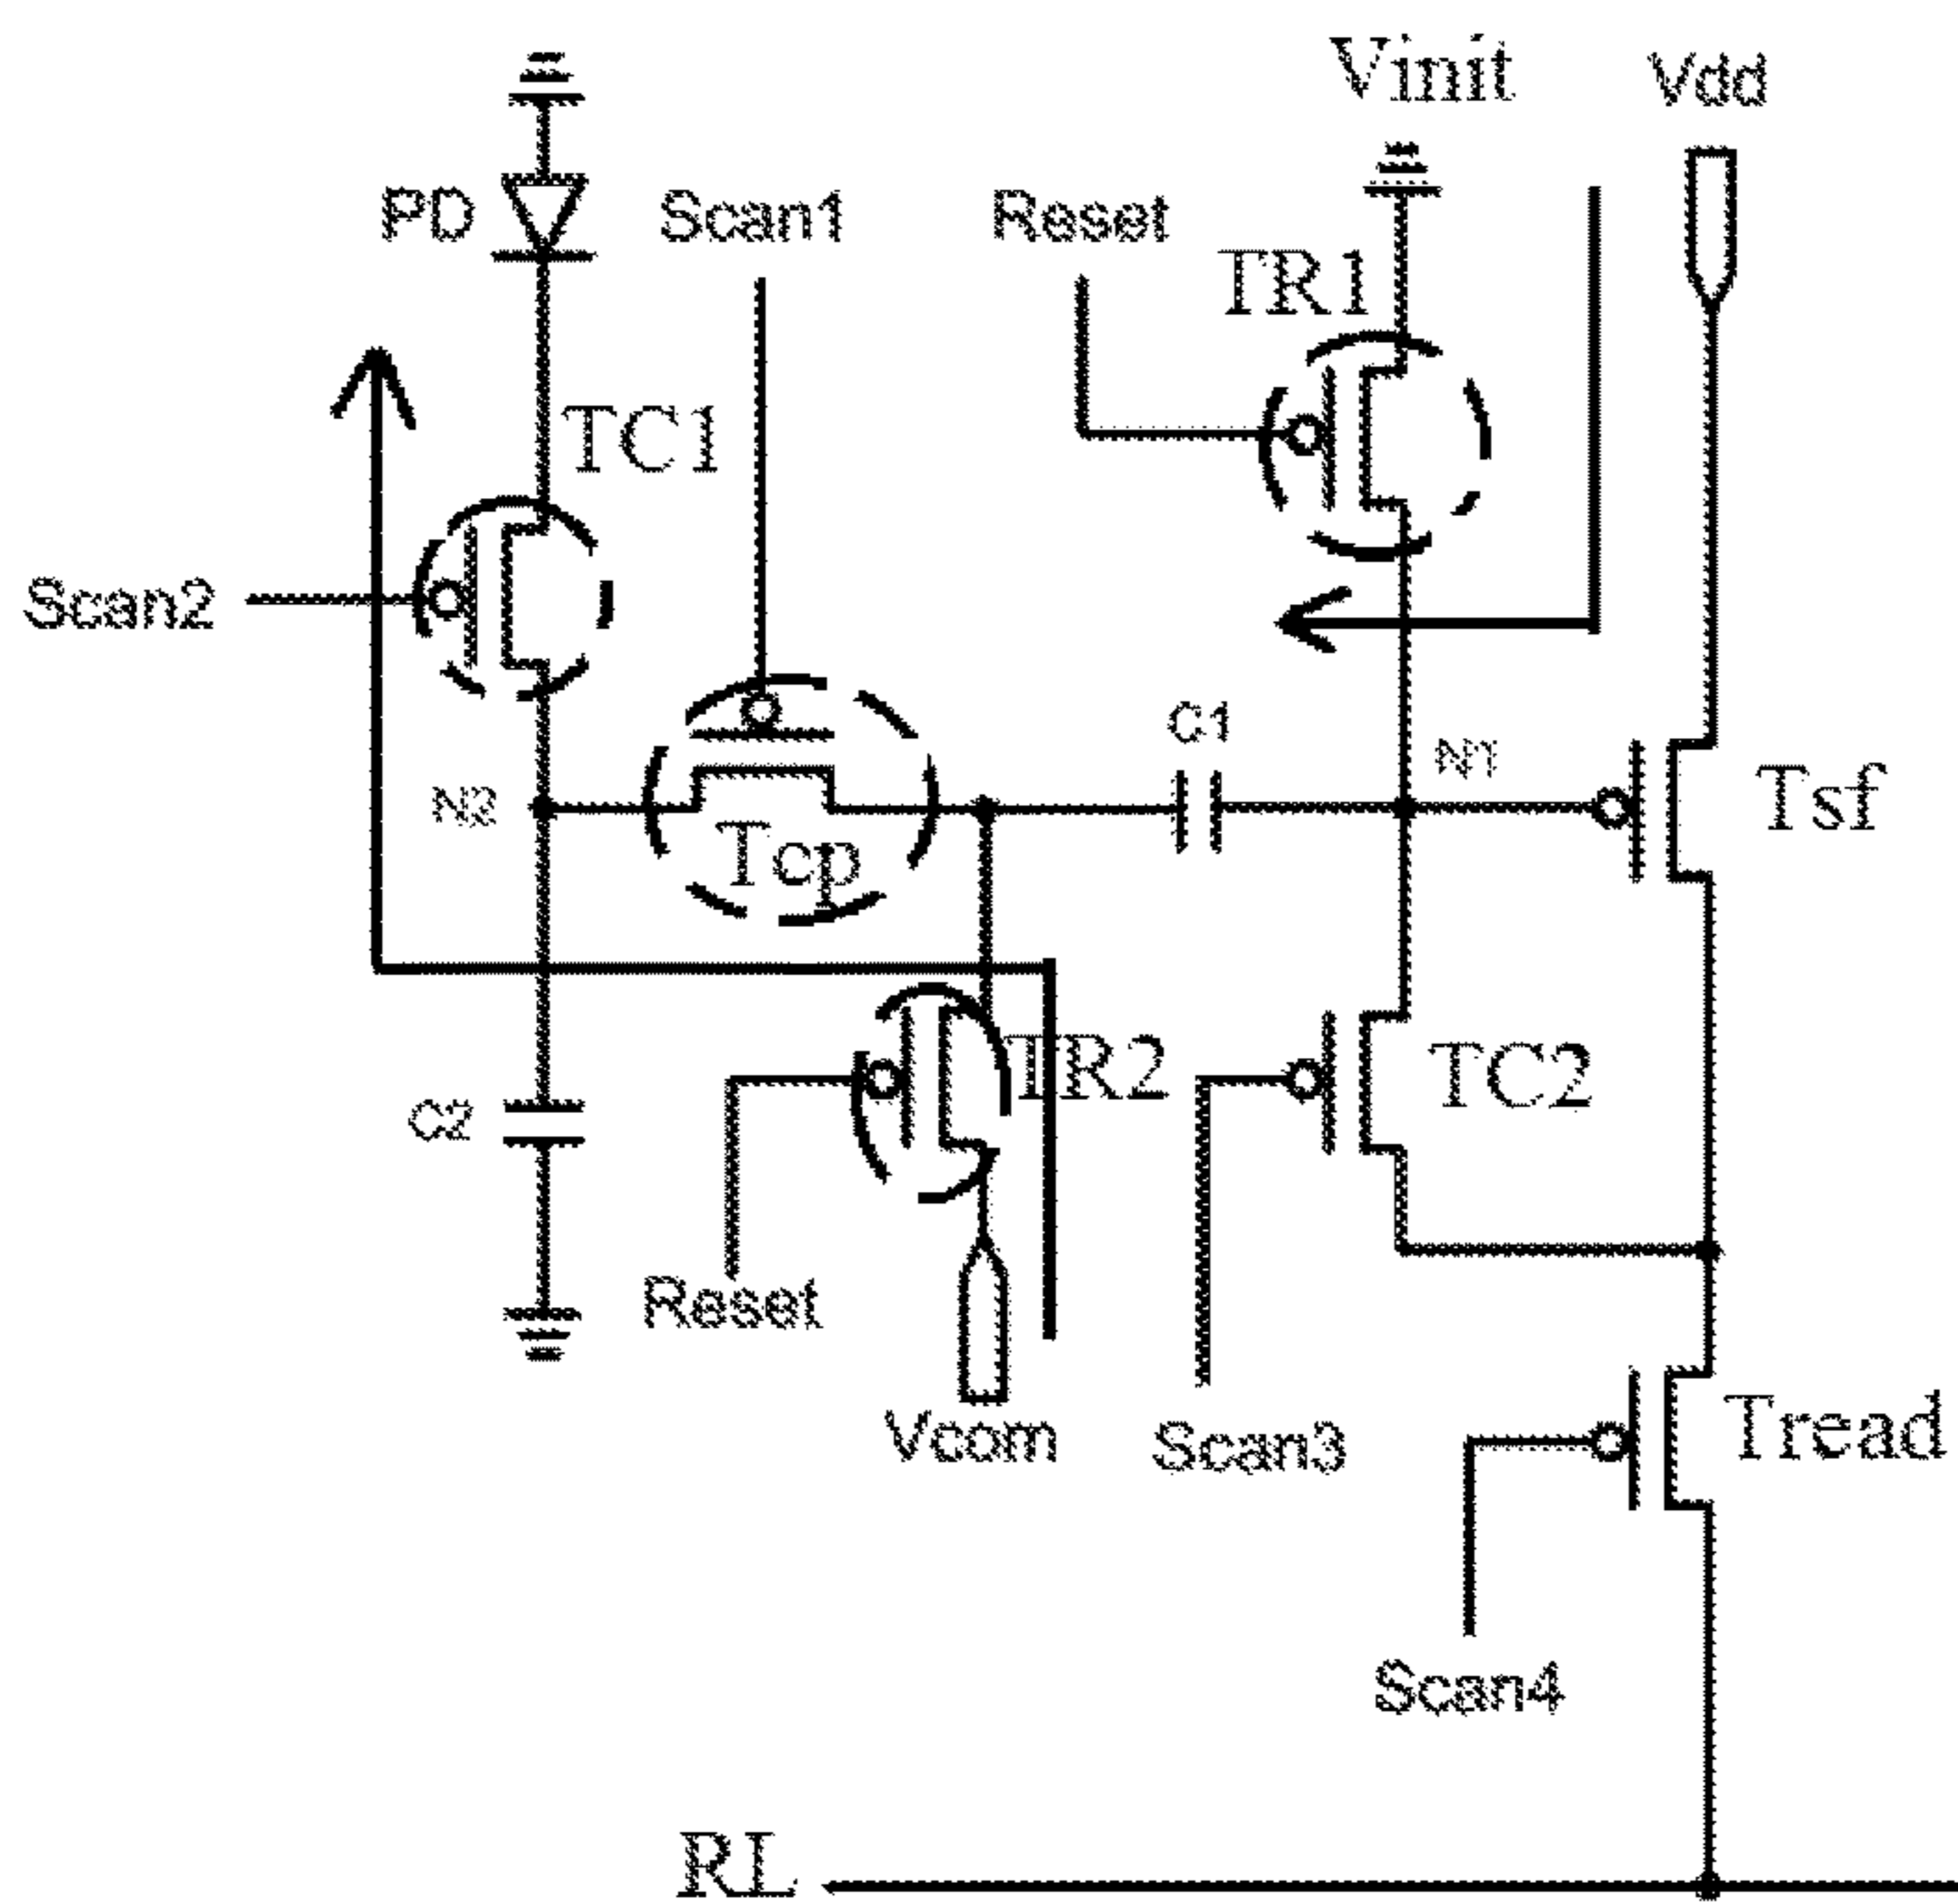 Vinit
Vdd
PD
Scan1
Reset
TR1
TC1
Scan2
C1
N1
Tsf
N2
Tcp
TR2
TC2
C2
Reset
Vcom
Scan3
Tread
Scan4
RL